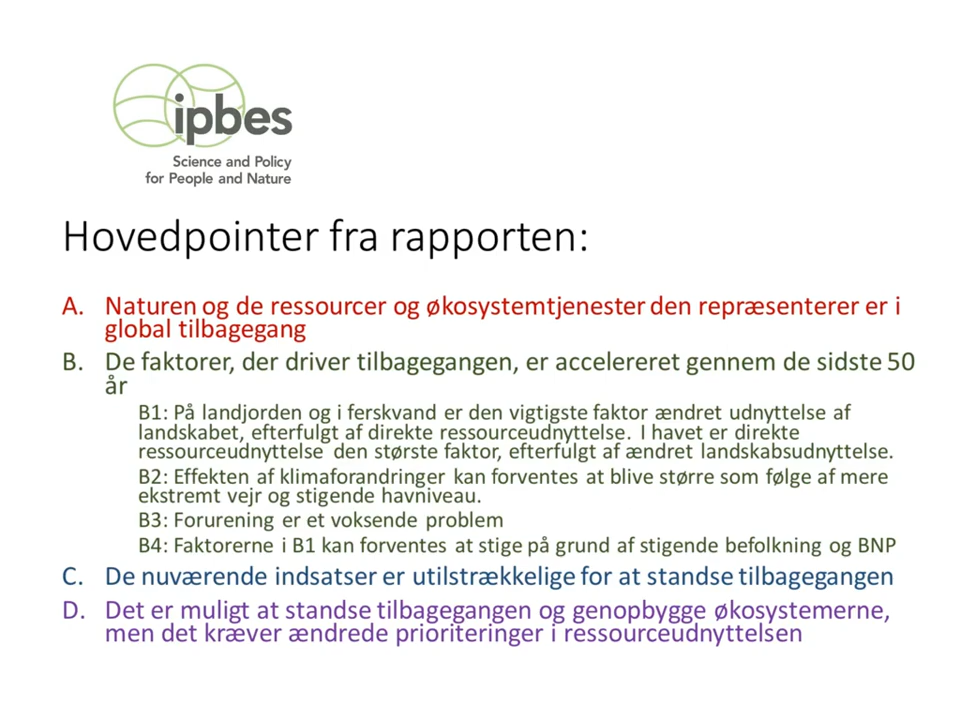 ipbes
Science and Policy
for People and Nature
Hovedpointer fra rapporten:
A. Naturen og de ressourcer og økosystemtjenester den repræsenterer er i
global tilbagegang
B. De faktorer, der driver tilbagegangen, er accelereret gennem de sidste 50
år
B1: På landjorden og i ferskvand er den vigtigste faktor ændret udnyttelse af
landskabet, efterfulgt af direkte ressourceudnyttelse. I havet er direkte
ressourceudnyttelse den største faktor, efterfulgt af ændret landskabsudnyttelse.
B2: Effekten af klimaforandringer kan forventes at blive større som følge af mere
ekstremt vejr og stigende havniveau.
B3: Forurening er et voksende problem
B4: Faktorerne i B1 kan forventes at stige på grund af stigende befolkning og BNP
C. De nuværende indsatser er utilstrækkelige for at standse tilbagegangen
D. Det er muligt at standse tilbagegangen og genopbygge økosystemerne,
men det kræver ændrede prioriteringer i ressourceudnyttelsen